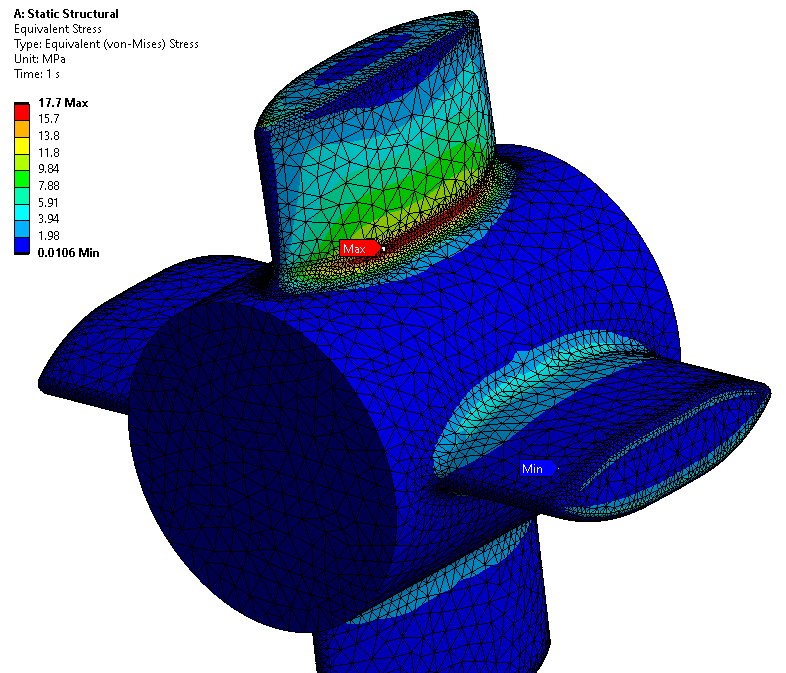 A: Static Structural
Equivalent Stress
Type: Equivalent (von-Mises) Stress
Unit: MPa
Time: 1 s
17.7 Max
15.7
13.8
11.8
9.84
7.88
5.91
3.94
1.98
0.0106 Min
Max
Min